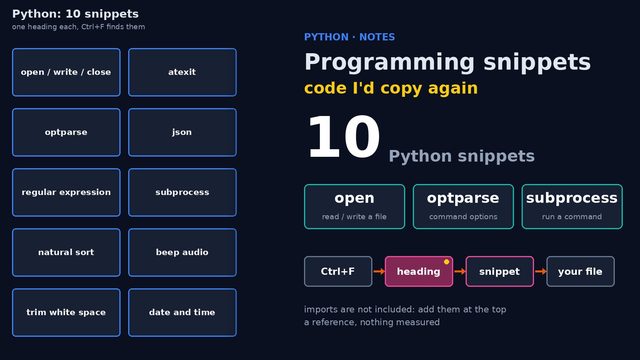 Python: 10 snippets
one heading each, Ctrl+F finds them
open / write / close
atexit
optparse
json
regular expression
subprocess
natural sort
beep audio
trim white space
date and time
PYTHON · NOTES
Programming snippets
code I'd copy again
10 Python snippets
open
read / write a file
optparse
command options
subprocess
run a command
Ctrl+F
heading
snippet
your file
imports are not included: add them at the top
a reference, nothing measured